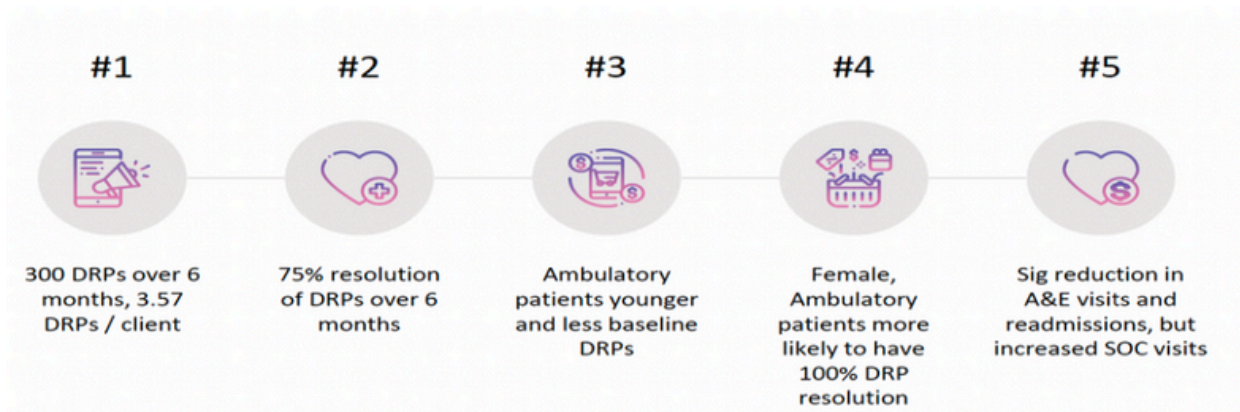 #1
#2
#3
#4
#5
300 DRPs over 6
months, 3.57
DRPs / client
75% resolution
of DRPs over 6
months
Ambulatory
patients younger
and less baseline
DRPs
Female,
Ambulatory
patients more
likely to have
100% DRP
resolution
Sig reduction in
A&E visits and
readmissions, but
increased SOC visits